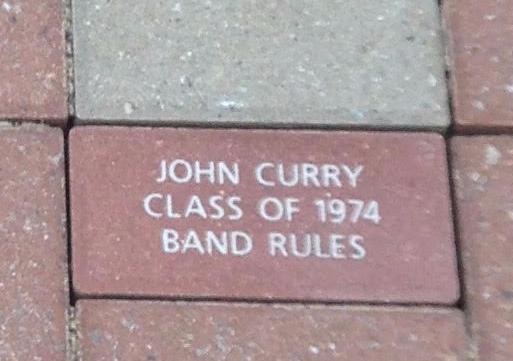 JOHN CURRY
CLASS OF 1974
BAND RULES